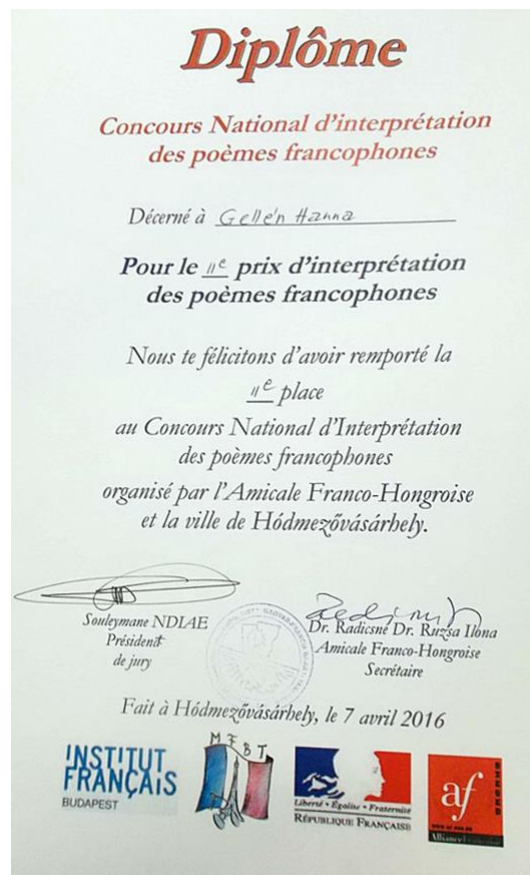 Diplôme
Concours National d'interprétation
des poèmes francophones
Décerné à Gellén Hanna
Pour le IIe prix d'interprétation
des poèmes francophones
Nous te félicitons d'avoir remporté la
IIe place
au Concours National d'Interprétation
des poèmes francophones
organisé par l'Amicale Franco-Hongroise
et la ville de Hódmezővásárhely.
Souleymane NDIAE
Président
de jury
Dr. Radicsné Dr. Ruzsa Ilona
Amicale Franco-Hongroise
Secrétaire
Fait à Hódmezővásárhely, le 7 avril 2016
INSTITUT
FRANÇAIS
BUDAPEST
M F B T
Liberté • Égalité • Fraternité
RÉPUBLIQUE FRANÇAISE
af